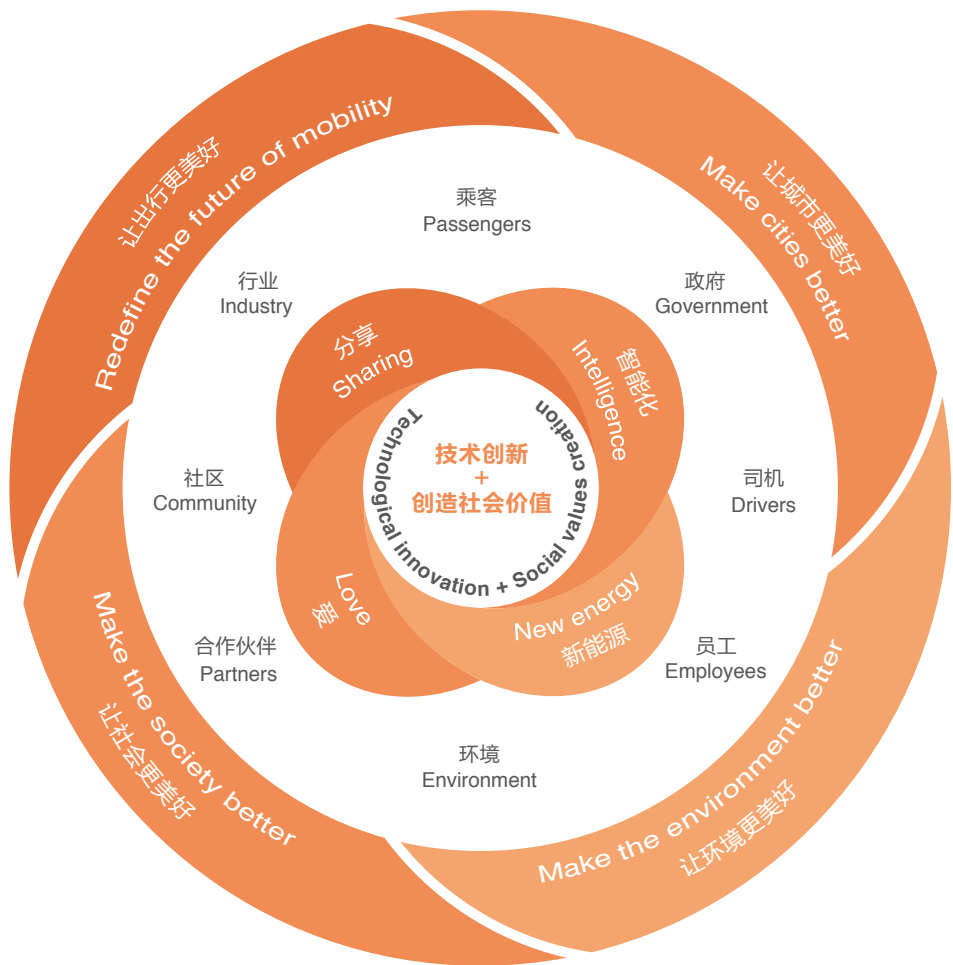 让出行更美好
Redefine the future of mobility
让城市更美好
Make cities better
乘客
Passengers
行业
Industry
政府
Government
分享
Sharing
智能化
Intelligence
技术创新
+
创造社会价值
Technological innovation + Social values creation
社区
Community
司机
Drivers
Love
爱
New energy
新能源
合作伙伴
Partners
员工
Employees
环境
Environment
Make the society better
让社会更美好
Make the environment better
让环境更美好